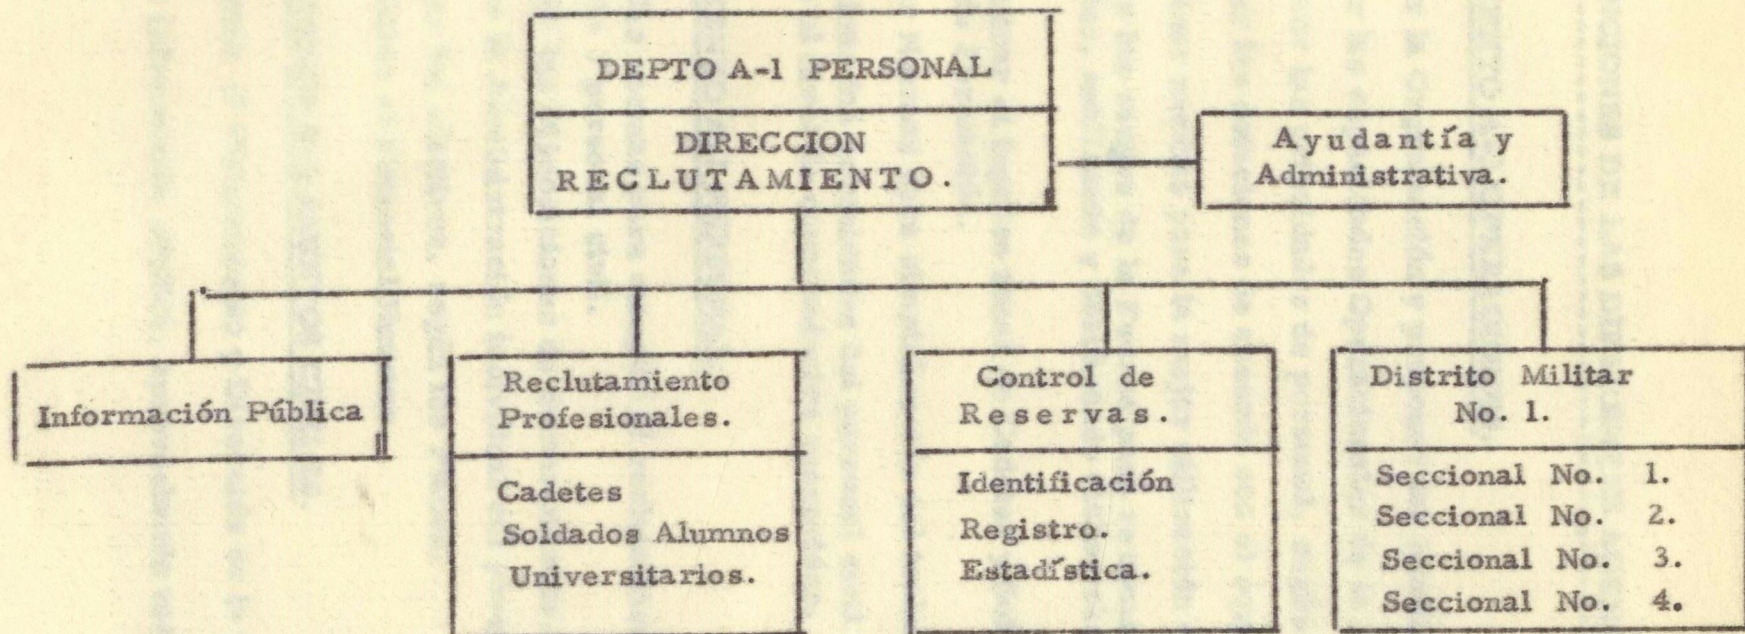 DEPTO A-1 PERSONAL
DIRECCION
RECLUTAMIENTO.
Ayudantía y
Administrativa.
Información Pública
Reclutamiento
Profesionales.
Cadetes
Soldados Alumnos
Universitarios.
Control de
Reservas.
Identificación
Registro.
Estadística.
Distrito Militar
No. 1.
Seccional No. 1.
Seccional No. 2.
Seccional No. 3.
Seccional No. 4.